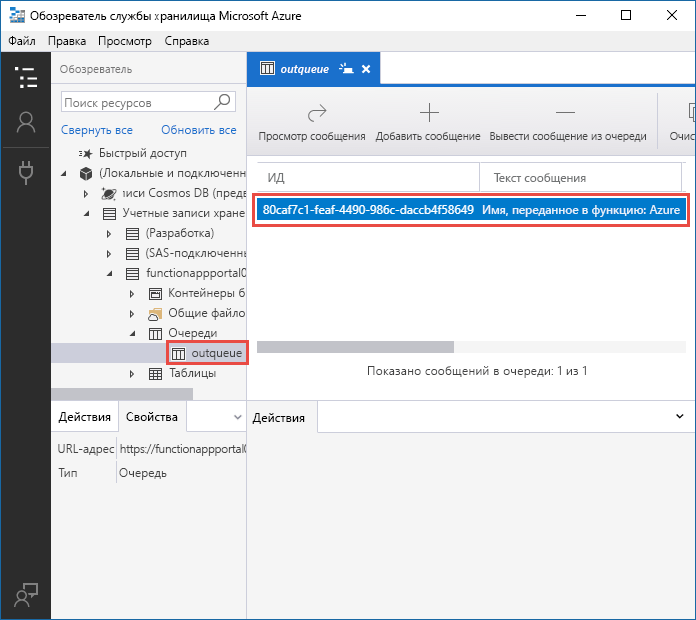 Обозреватель службы хранилища Microsoft Azure
Файл Правка Просмотр Справка
Обозреватель
Поиск ресурсов
Свернуть все Обновить все
Быстрый доступ
(Локальные и подключенн
иси Cosmos DB (предв
Учетные записи хране
(Разработка)
(SAS-подключеннь
functionappportal0
Контейнеры б
Общие файло
Очереди
outqueue
Таблицы
Действия Свойства
URL-адрес https://functionappportal0
Тип Очередь
outqueue
Просмотр сообщения Добавить сообщение Вывести сообщение из очереди Очис
ИД Текст сообщения
80caf7c1-feaf-4490-986c-daccb4f58649 Имя, переданное в функцию: Azure
Показано сообщений в очереди: 1 из 1
Действия